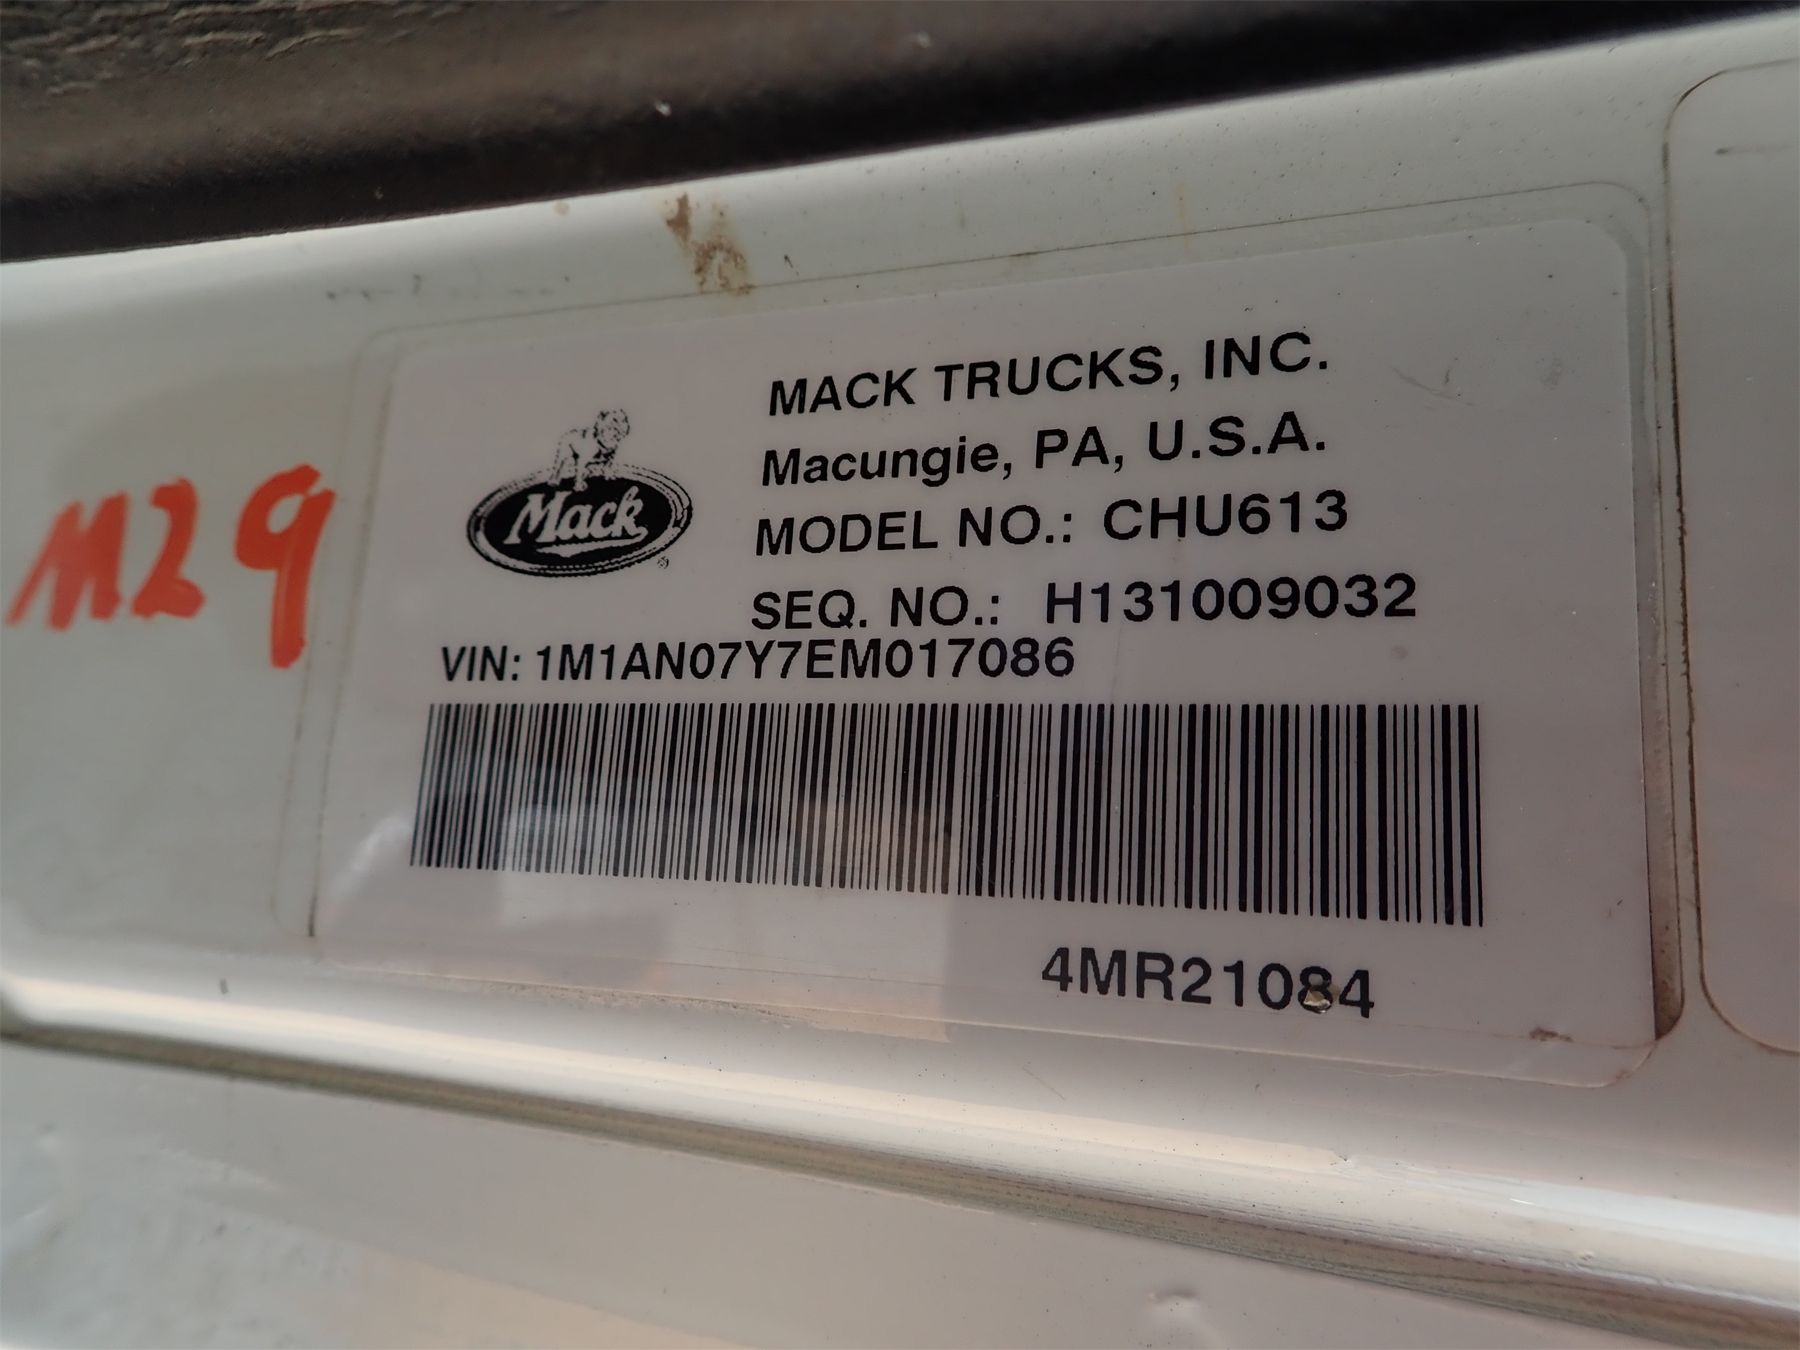 MACK TRUCKS, INC.
Macungie, PA, U.S.A.
MODEL NO.: CHU613
SEQ. NO.: H131009032
VIN: 1M1AN07Y7EM017086
4MR21084
Mack
®
M29